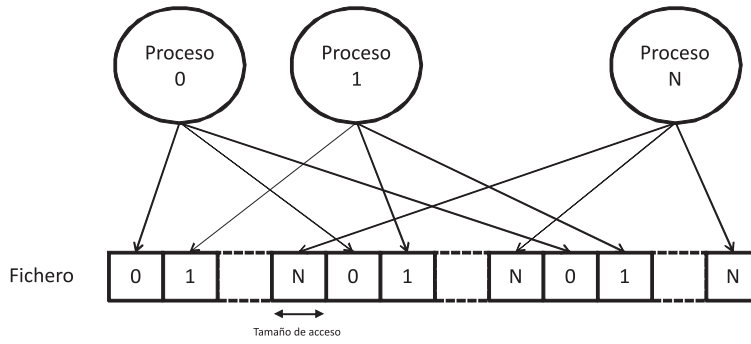 Proceso
0
Proceso
1
Proceso
N
Fichero
0 1 N 0 1 N 0 1 N
Tamaño de acceso